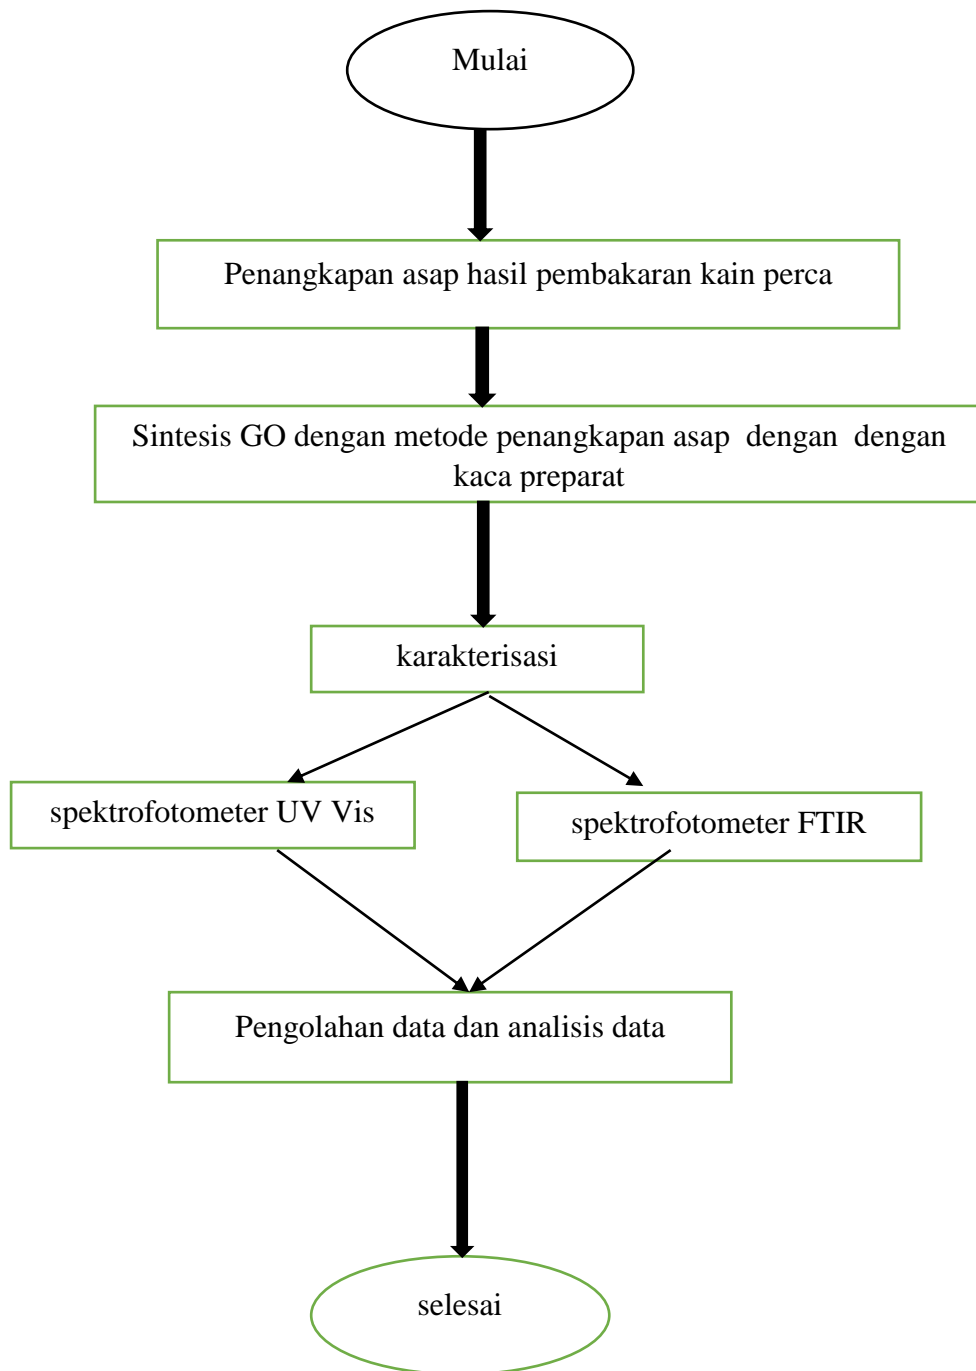 Mulai
Penangkapan asap hasil pembakaran kain perca
Sintesis GO dengan metode penangkapan asap  dengan  dengan
kaca preparat
karakterisasi
spektrofotometer UV Vis
spektrofotometer FTIR
Pengolahan data dan analisis data
selesai